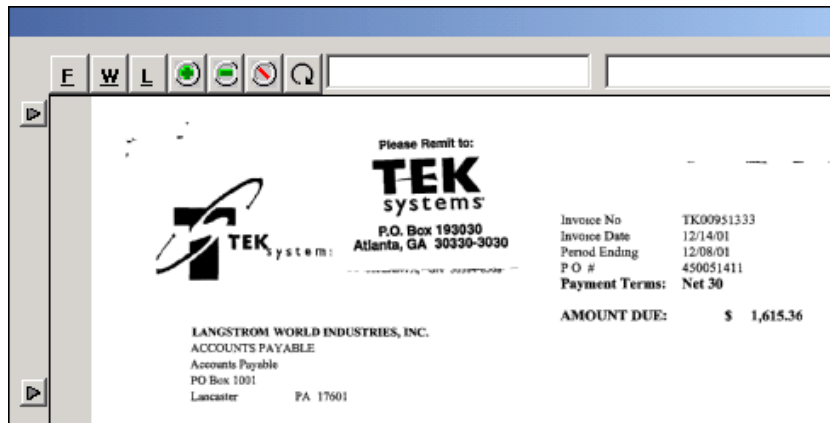 F W L
Please Remit to:
TEK
systems
P.O. Box 193030
Atlanta, GA 30330-3030
TEK
system:
Invoice No TK00951333
Invoice Date 12/14/01
Period Ending 12/08/01
P O # 450051411
Payment Terms: Net 30
AMOUNT DUE: $ 1,615.36
LANGSTROM WORLD INDUSTRIES, INC.
ACCOUNTS PAYABLE
Accounts Payable
PO Box 1001
Lancaster PA 17601